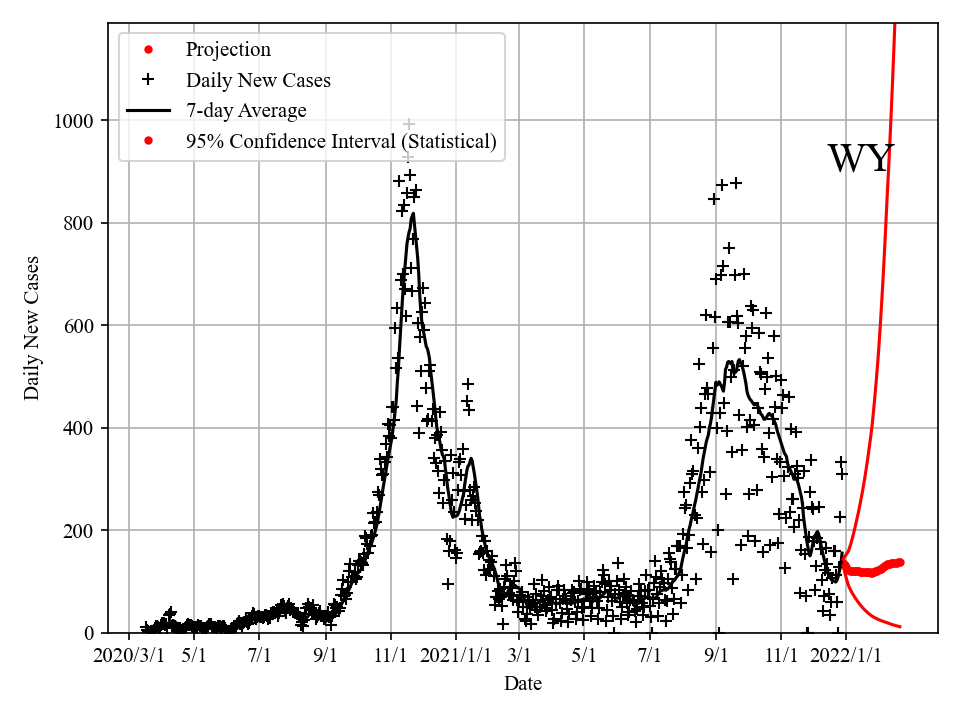 Projection
Daily New Cases
7-day Average
95% Confidence Interval (Statistical)
WY
Daily New Cases
1000
800
600
400
200
0
2020/3/1 5/1 7/1 9/1 11/1 2021/1/1 3/1 5/1 7/1 9/1 11/1 2022/1/1
Date